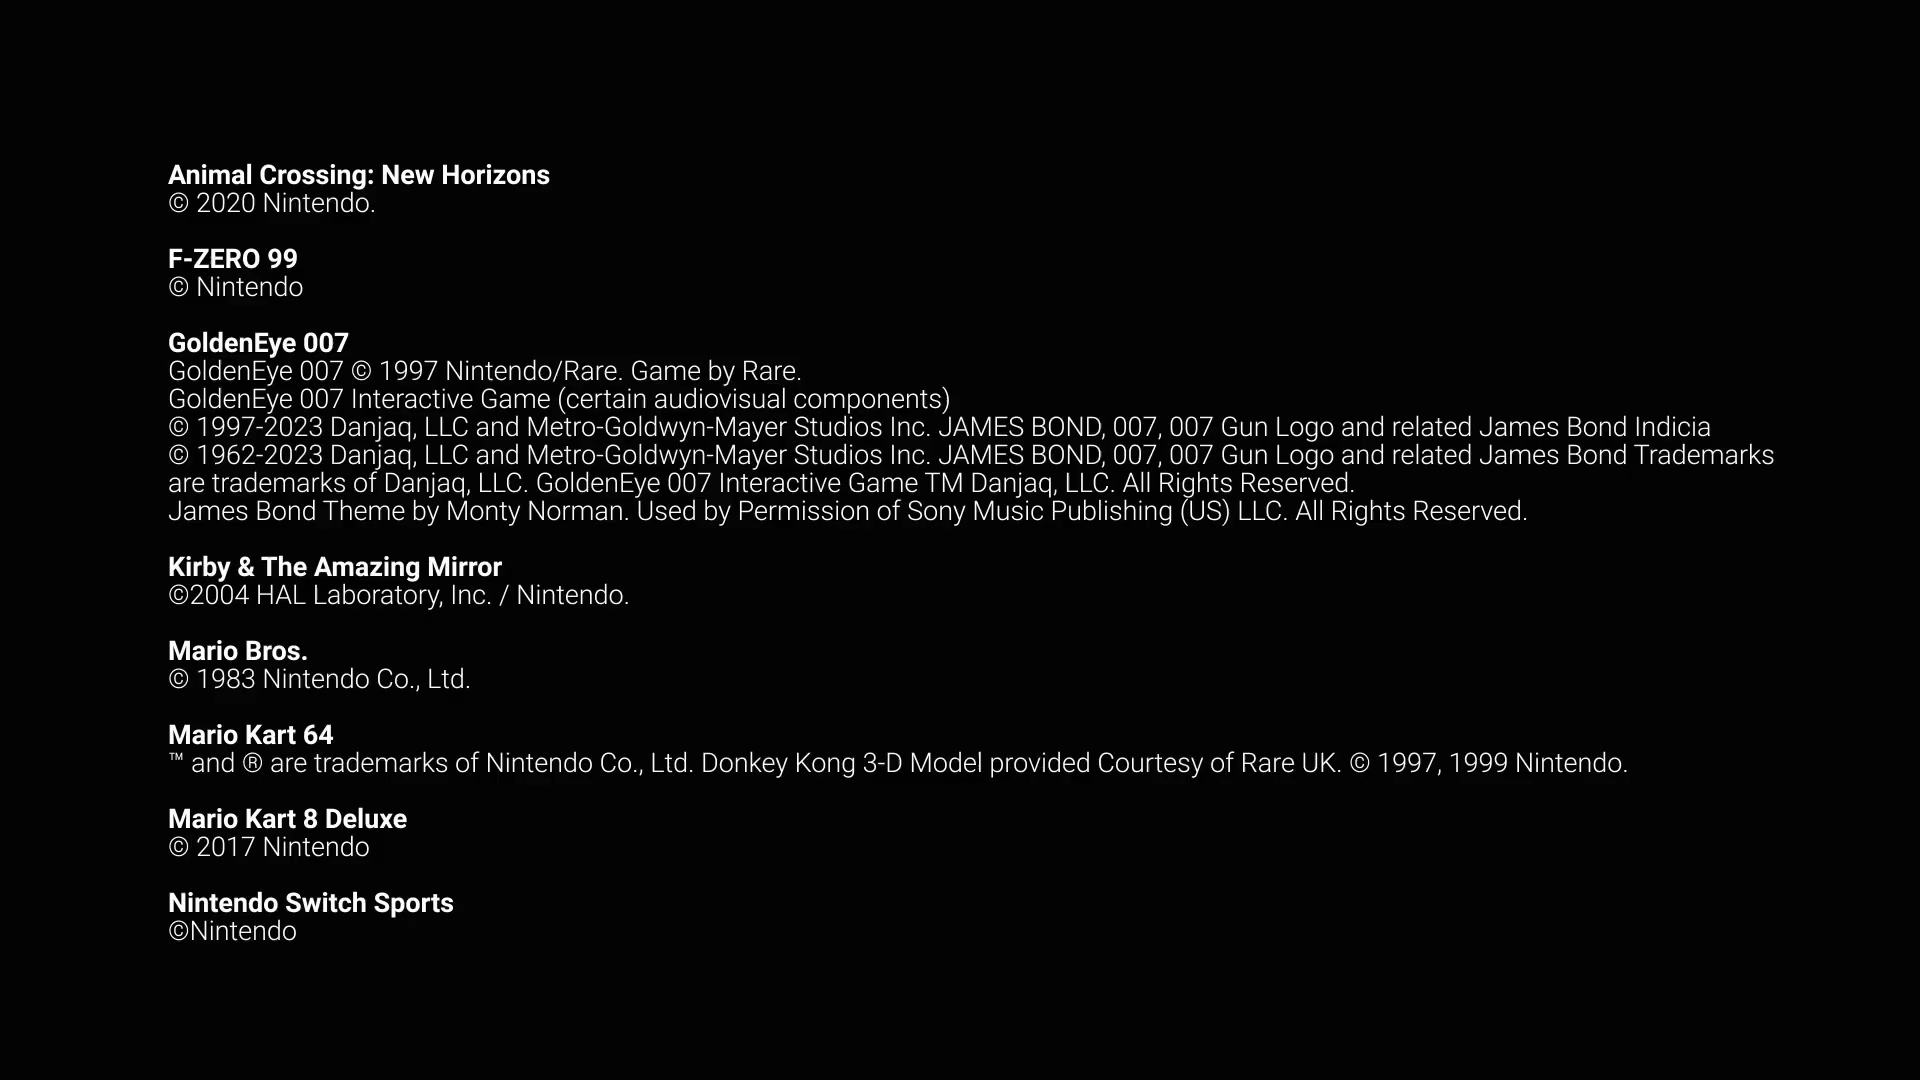 Animal Crossing: New Horizons
© 2020 Nintendo.
F-ZERO 99
© Nintendo
GoldenEye 007
GoldenEye 007 © 1997 Nintendo/Rare. Game by Rare.
GoldenEye 007 Interactive Game (certain audiovisual components)
© 1997-2023 Danjaq, LLC and Metro-Goldwyn-Mayer Studios Inc. JAMES BOND, 007, 007 Gun Logo and related James Bond Indicia
© 1962-2023 Danjaq, LLC and Metro-Goldwyn-Mayer Studios Inc. JAMES BOND, 007, 007 Gun Logo and related James Bond Trademarks
are trademarks of Danjaq, LLC. GoldenEye 007 Interactive Game TM Danjaq, LLC. All Rights Reserved.
James Bond Theme by Monty Norman. Used by Permission of Sony Music Publishing (US) LLC. All Rights Reserved.
Kirby & The Amazing Mirror
©2004 HAL Laboratory, Inc. / Nintendo.
Mario Bros.
© 1983 Nintendo Co., Ltd.
Mario Kart 64
™ and ® are trademarks of Nintendo Co., Ltd. Donkey Kong 3-D Model provided Courtesy of Rare UK. © 1997, 1999 Nintendo.
Mario Kart 8 Deluxe
© 2017 Nintendo
Nintendo Switch Sports
©Nintendo